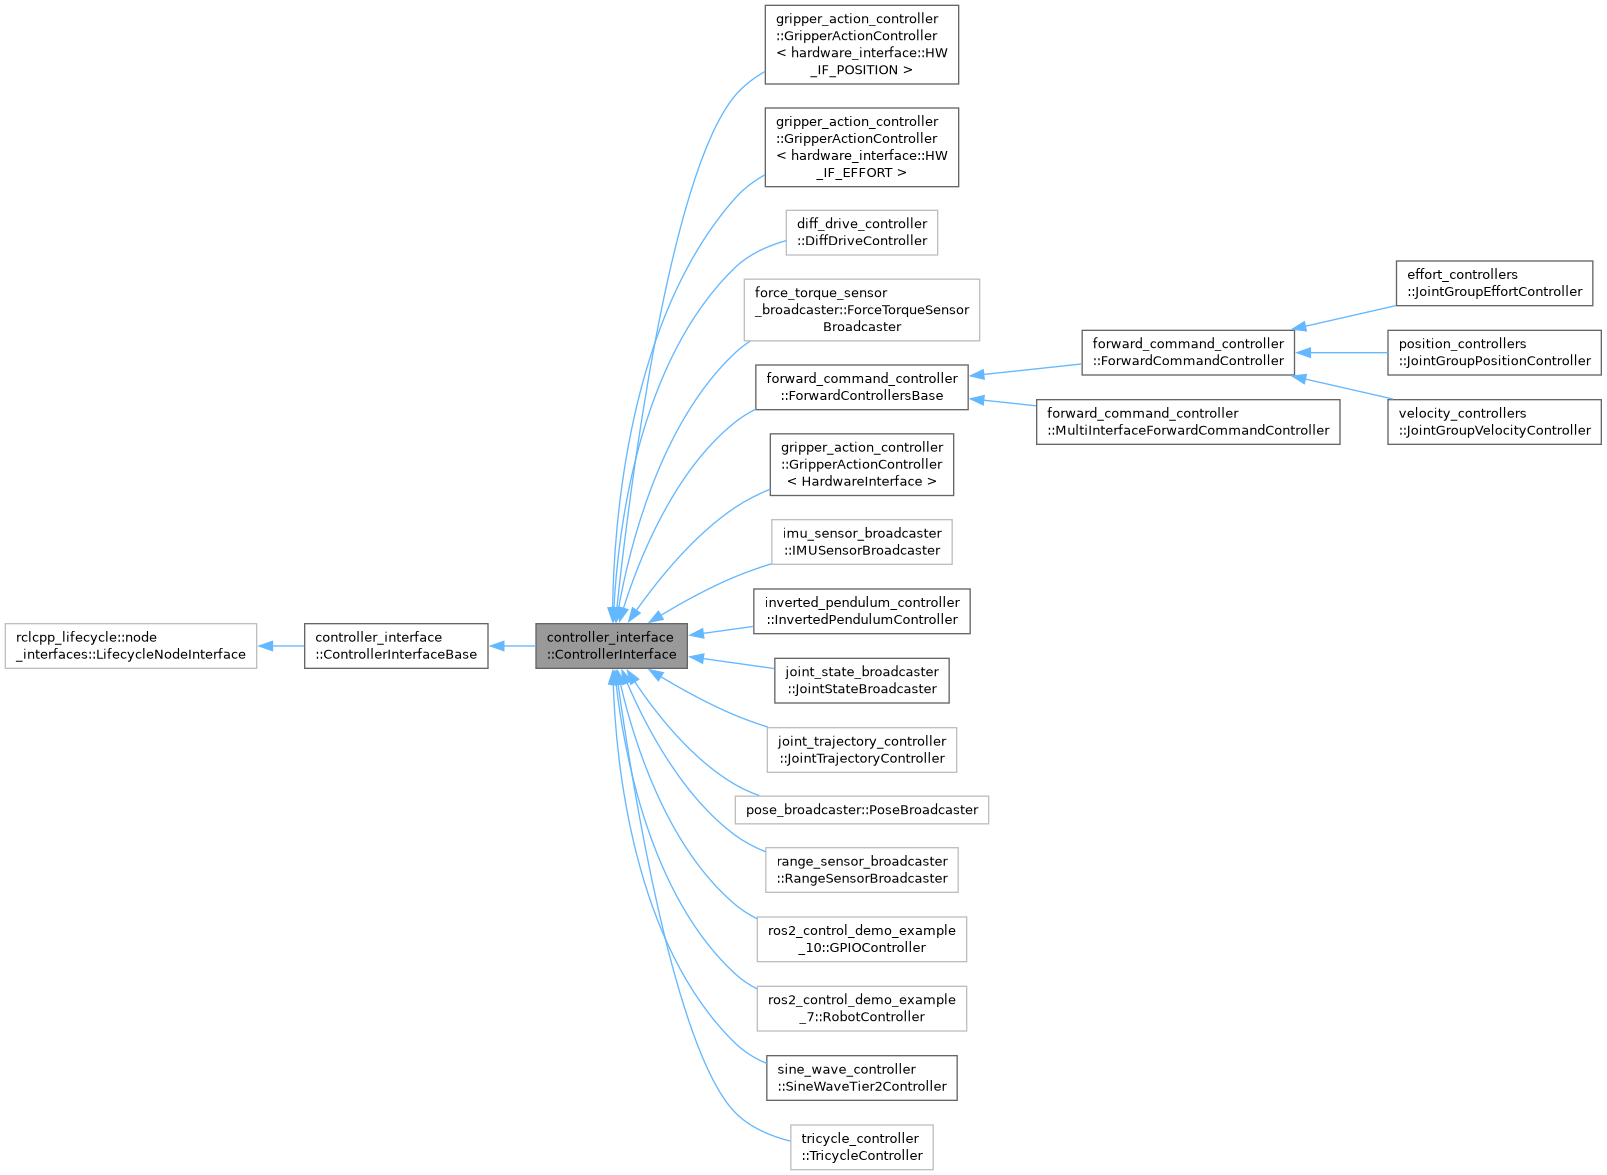 gripper_action_controller
::GripperActionController
< hardware_interface::HW
_IF_POSITION >
gripper_action_controller
::GripperActionController
< hardware_interface::HW
_IF_EFFORT >
diff_drive_controller
::DiffDriveController
force_torque_sensor
_broadcaster::ForceTorqueSensor
Broadcaster
forward_command_controller
::ForwardControllersBase
gripper_action_controller
::GripperActionController
< HardwareInterface >
imu_sensor_broadcaster
::IMUSensorBroadcaster
inverted_pendulum_controller
::InvertedPendulumController
joint_state_broadcaster
::JointStateBroadcaster
joint_trajectory_controller
::JointTrajectoryController
pose_broadcaster::PoseBroadcaster
range_sensor_broadcaster
::RangeSensorBroadcaster
ros2_control_demo_example
_10::GPIOController
ros2_control_demo_example
_7::RobotController
sine_wave_controller
::SineWaveTier2Controller
tricycle_controller
::TricycleController
rclcpp_lifecycle::node
_interfaces::LifecycleNodeInterface
controller_interface
::ControllerInterfaceBase
controller_interface
::ControllerInterface
forward_command_controller
::ForwardCommandController
forward_command_controller
::MultiInterfaceForwardCommandController
effort_controllers
::JointGroupEffortController
position_controllers
::JointGroupPositionController
velocity_controllers
::JointGroupVelocityController